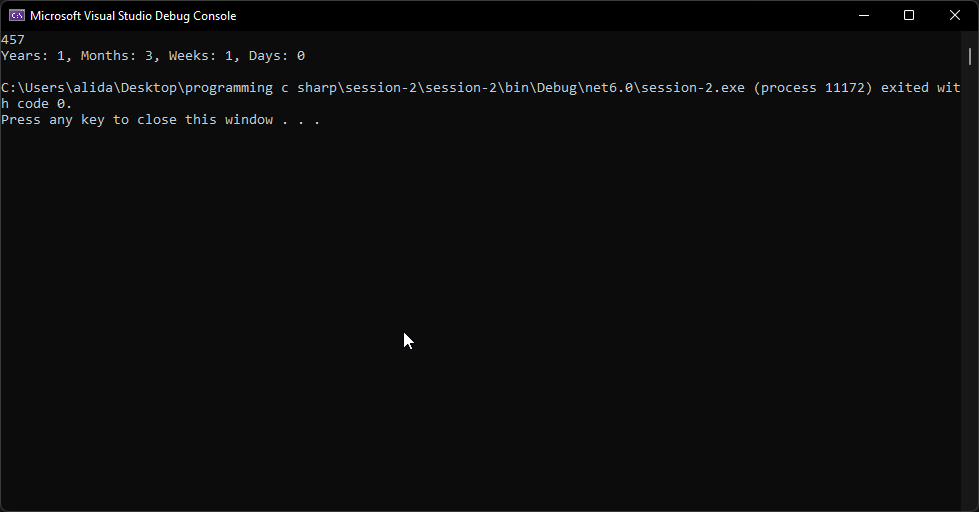 Microsoft Visual Studio Debug Console
457
Years: 1, Months: 3, Weeks: 1, Days: 0
C:\Users\alida\Desktop\programming c sharp\session-2\session-2\bin\Debug\net6.0\session-2.exe (process 11172) exited wit
h code 0.
Press any key to close this window . . .